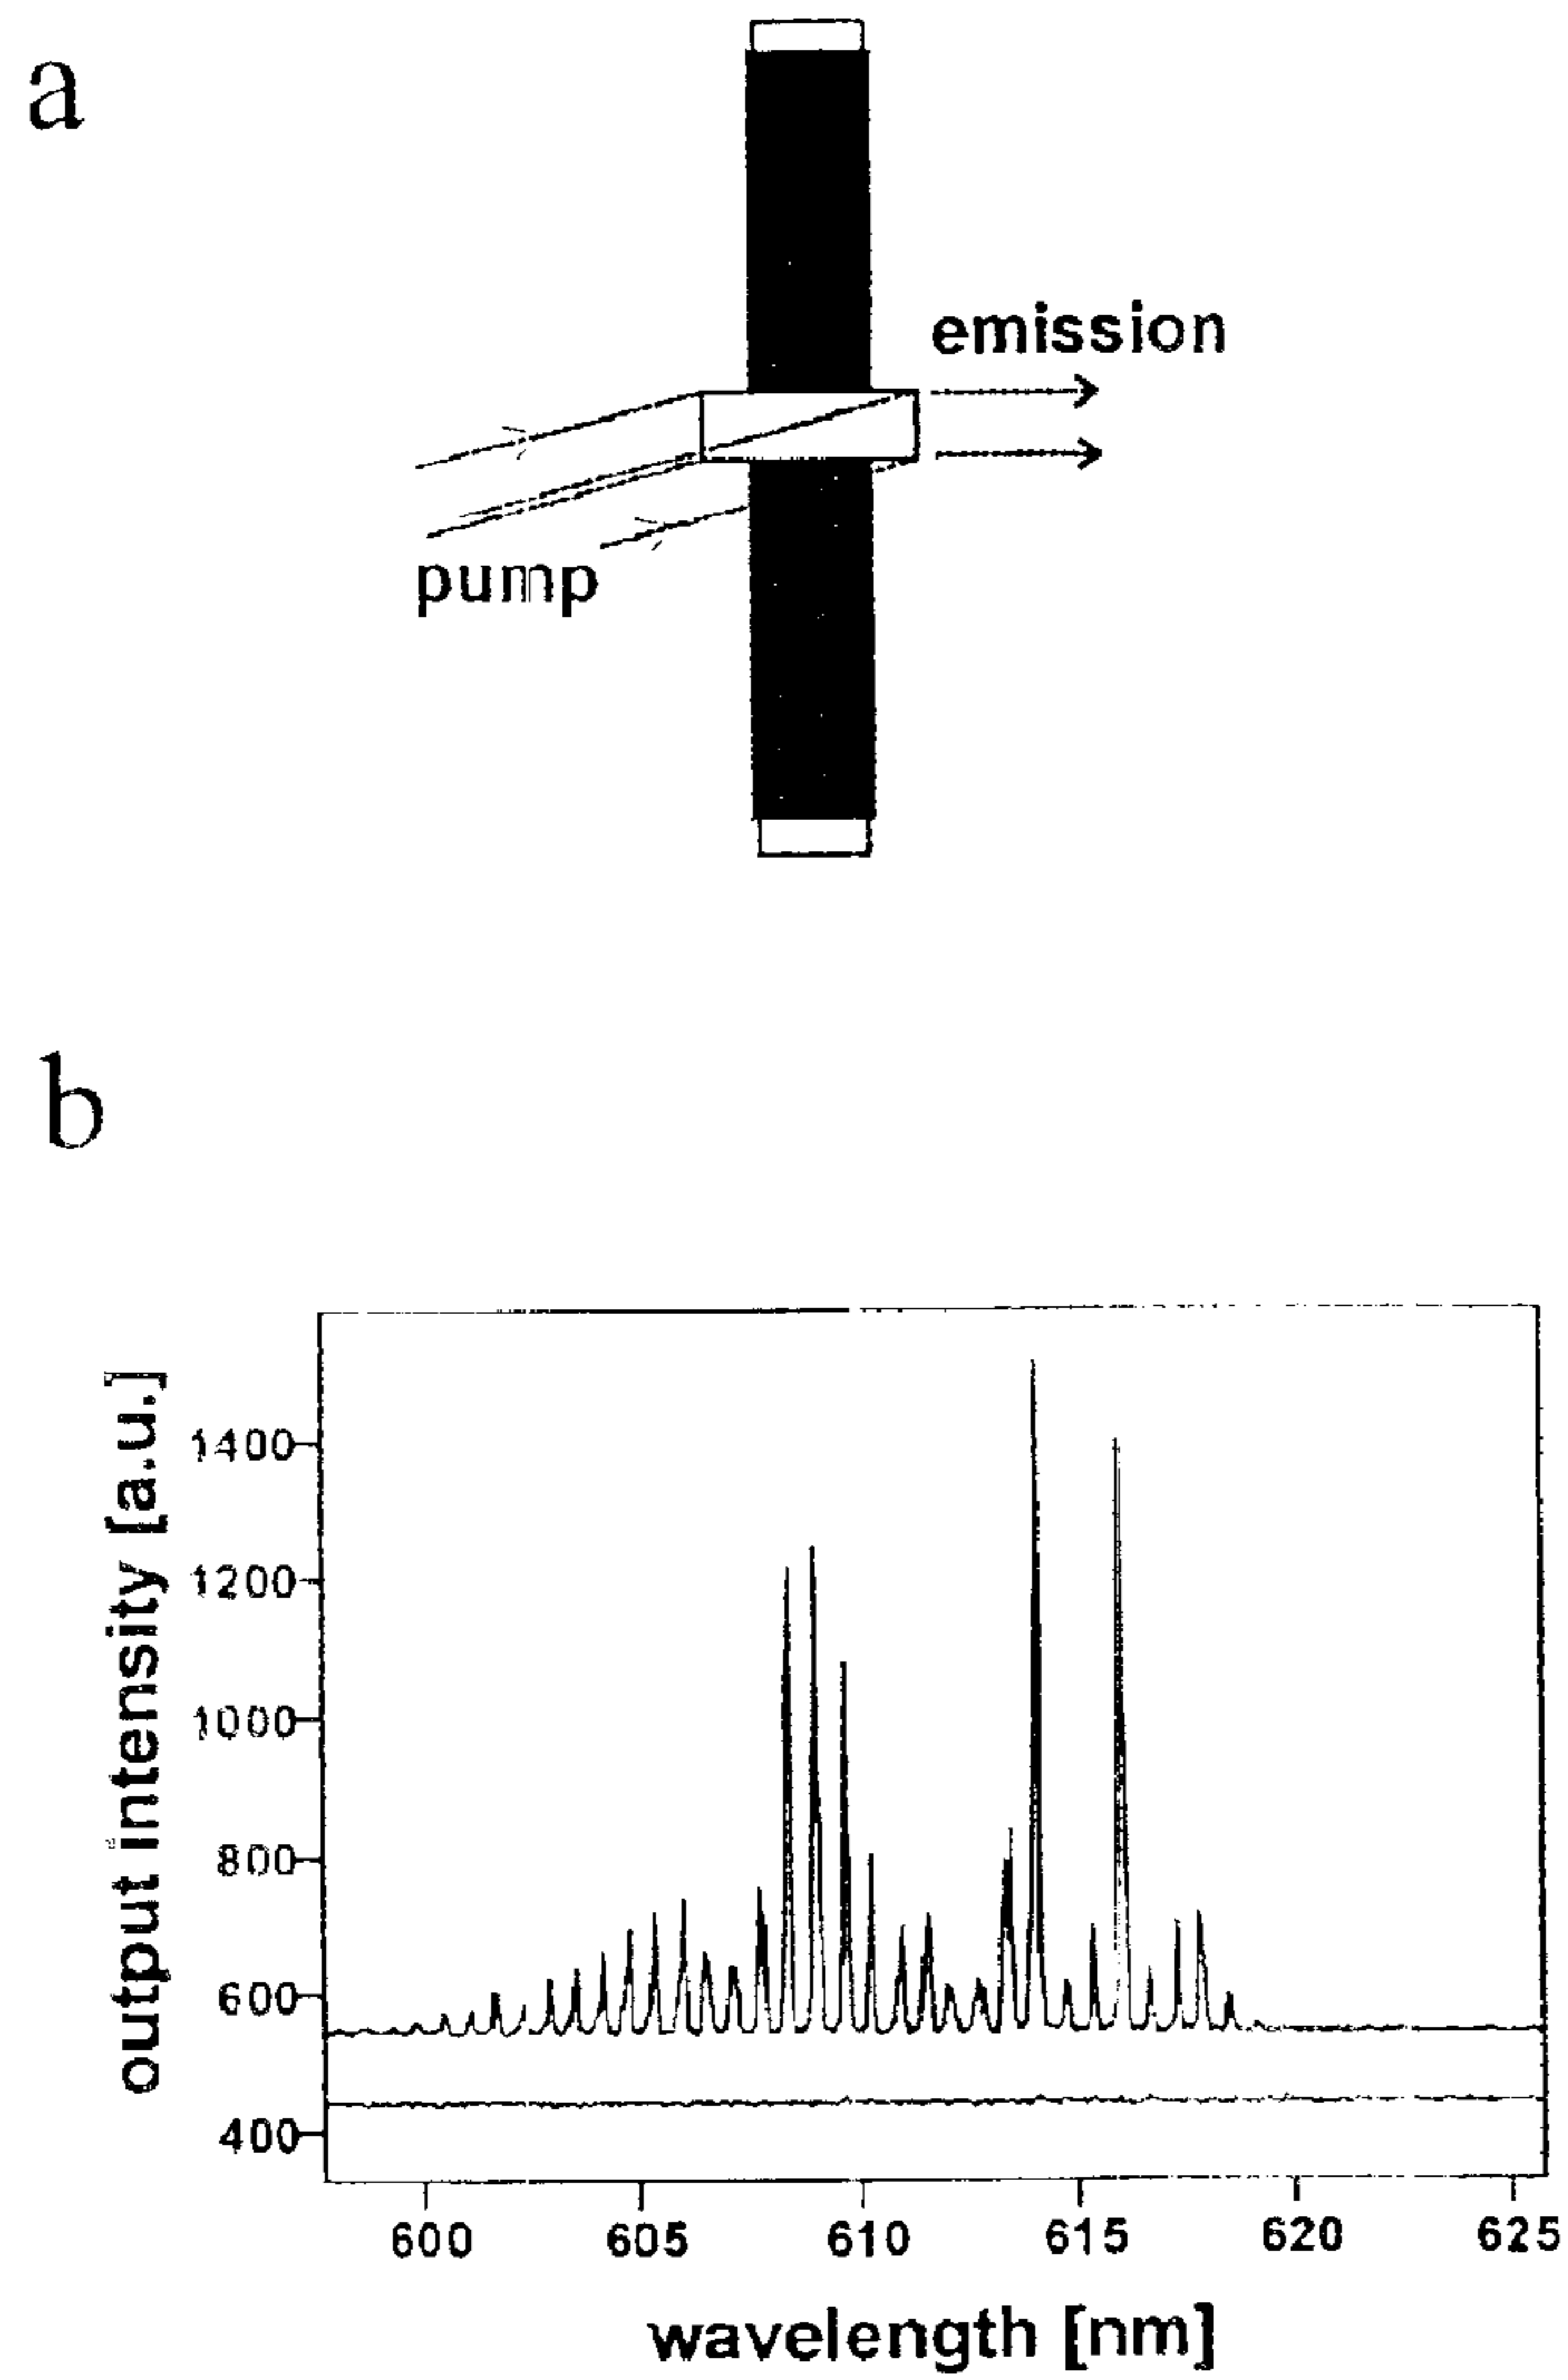 a
emission
pump
b
output intensity [a.u.]
1400
1200
1000
800
600
400
600 605 610 615 620 625
wavelength [nm]